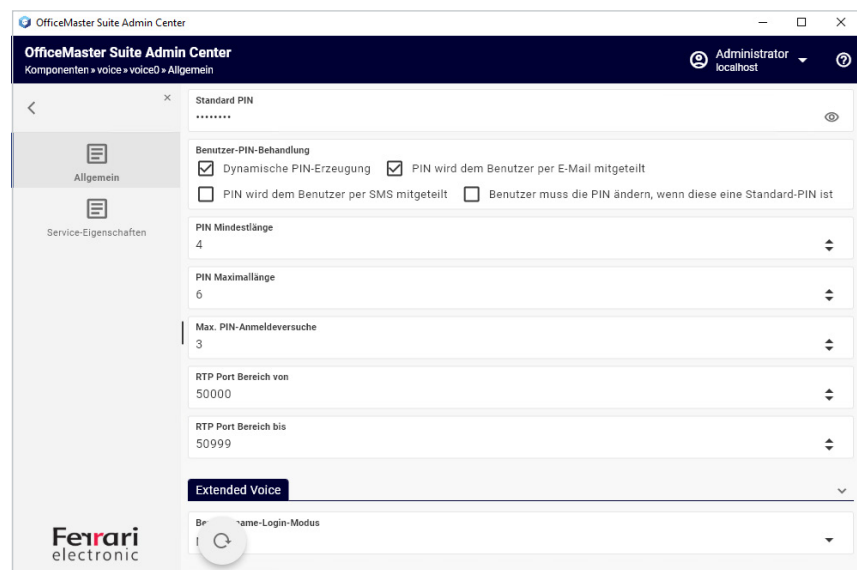 OfficeMaster Suite Admin Center
OfficeMaster Suite Admin Center
Komponenten » voice » voice0 » Allgemein
Administrator
localhost
Allgemein
Service-Eigenschaften
Ferrari
electronic
Standard PIN
••••••••
Benutzer-PIN-Behandlung
Dynamische PIN-Erzeugung PIN wird dem Benutzer per E-Mail mitgeteilt
PIN wird dem Benutzer per SMS mitgeteilt Benutzer muss die PIN ändern, wenn diese eine Standard-PIN ist
PIN Mindestlänge
4
PIN Maximallänge
6
Max. PIN-Anmeldeversuche
3
RTP Port Bereich von
50000
RTP Port Bereich bis
50999
Extended Voice
-Login-Modus